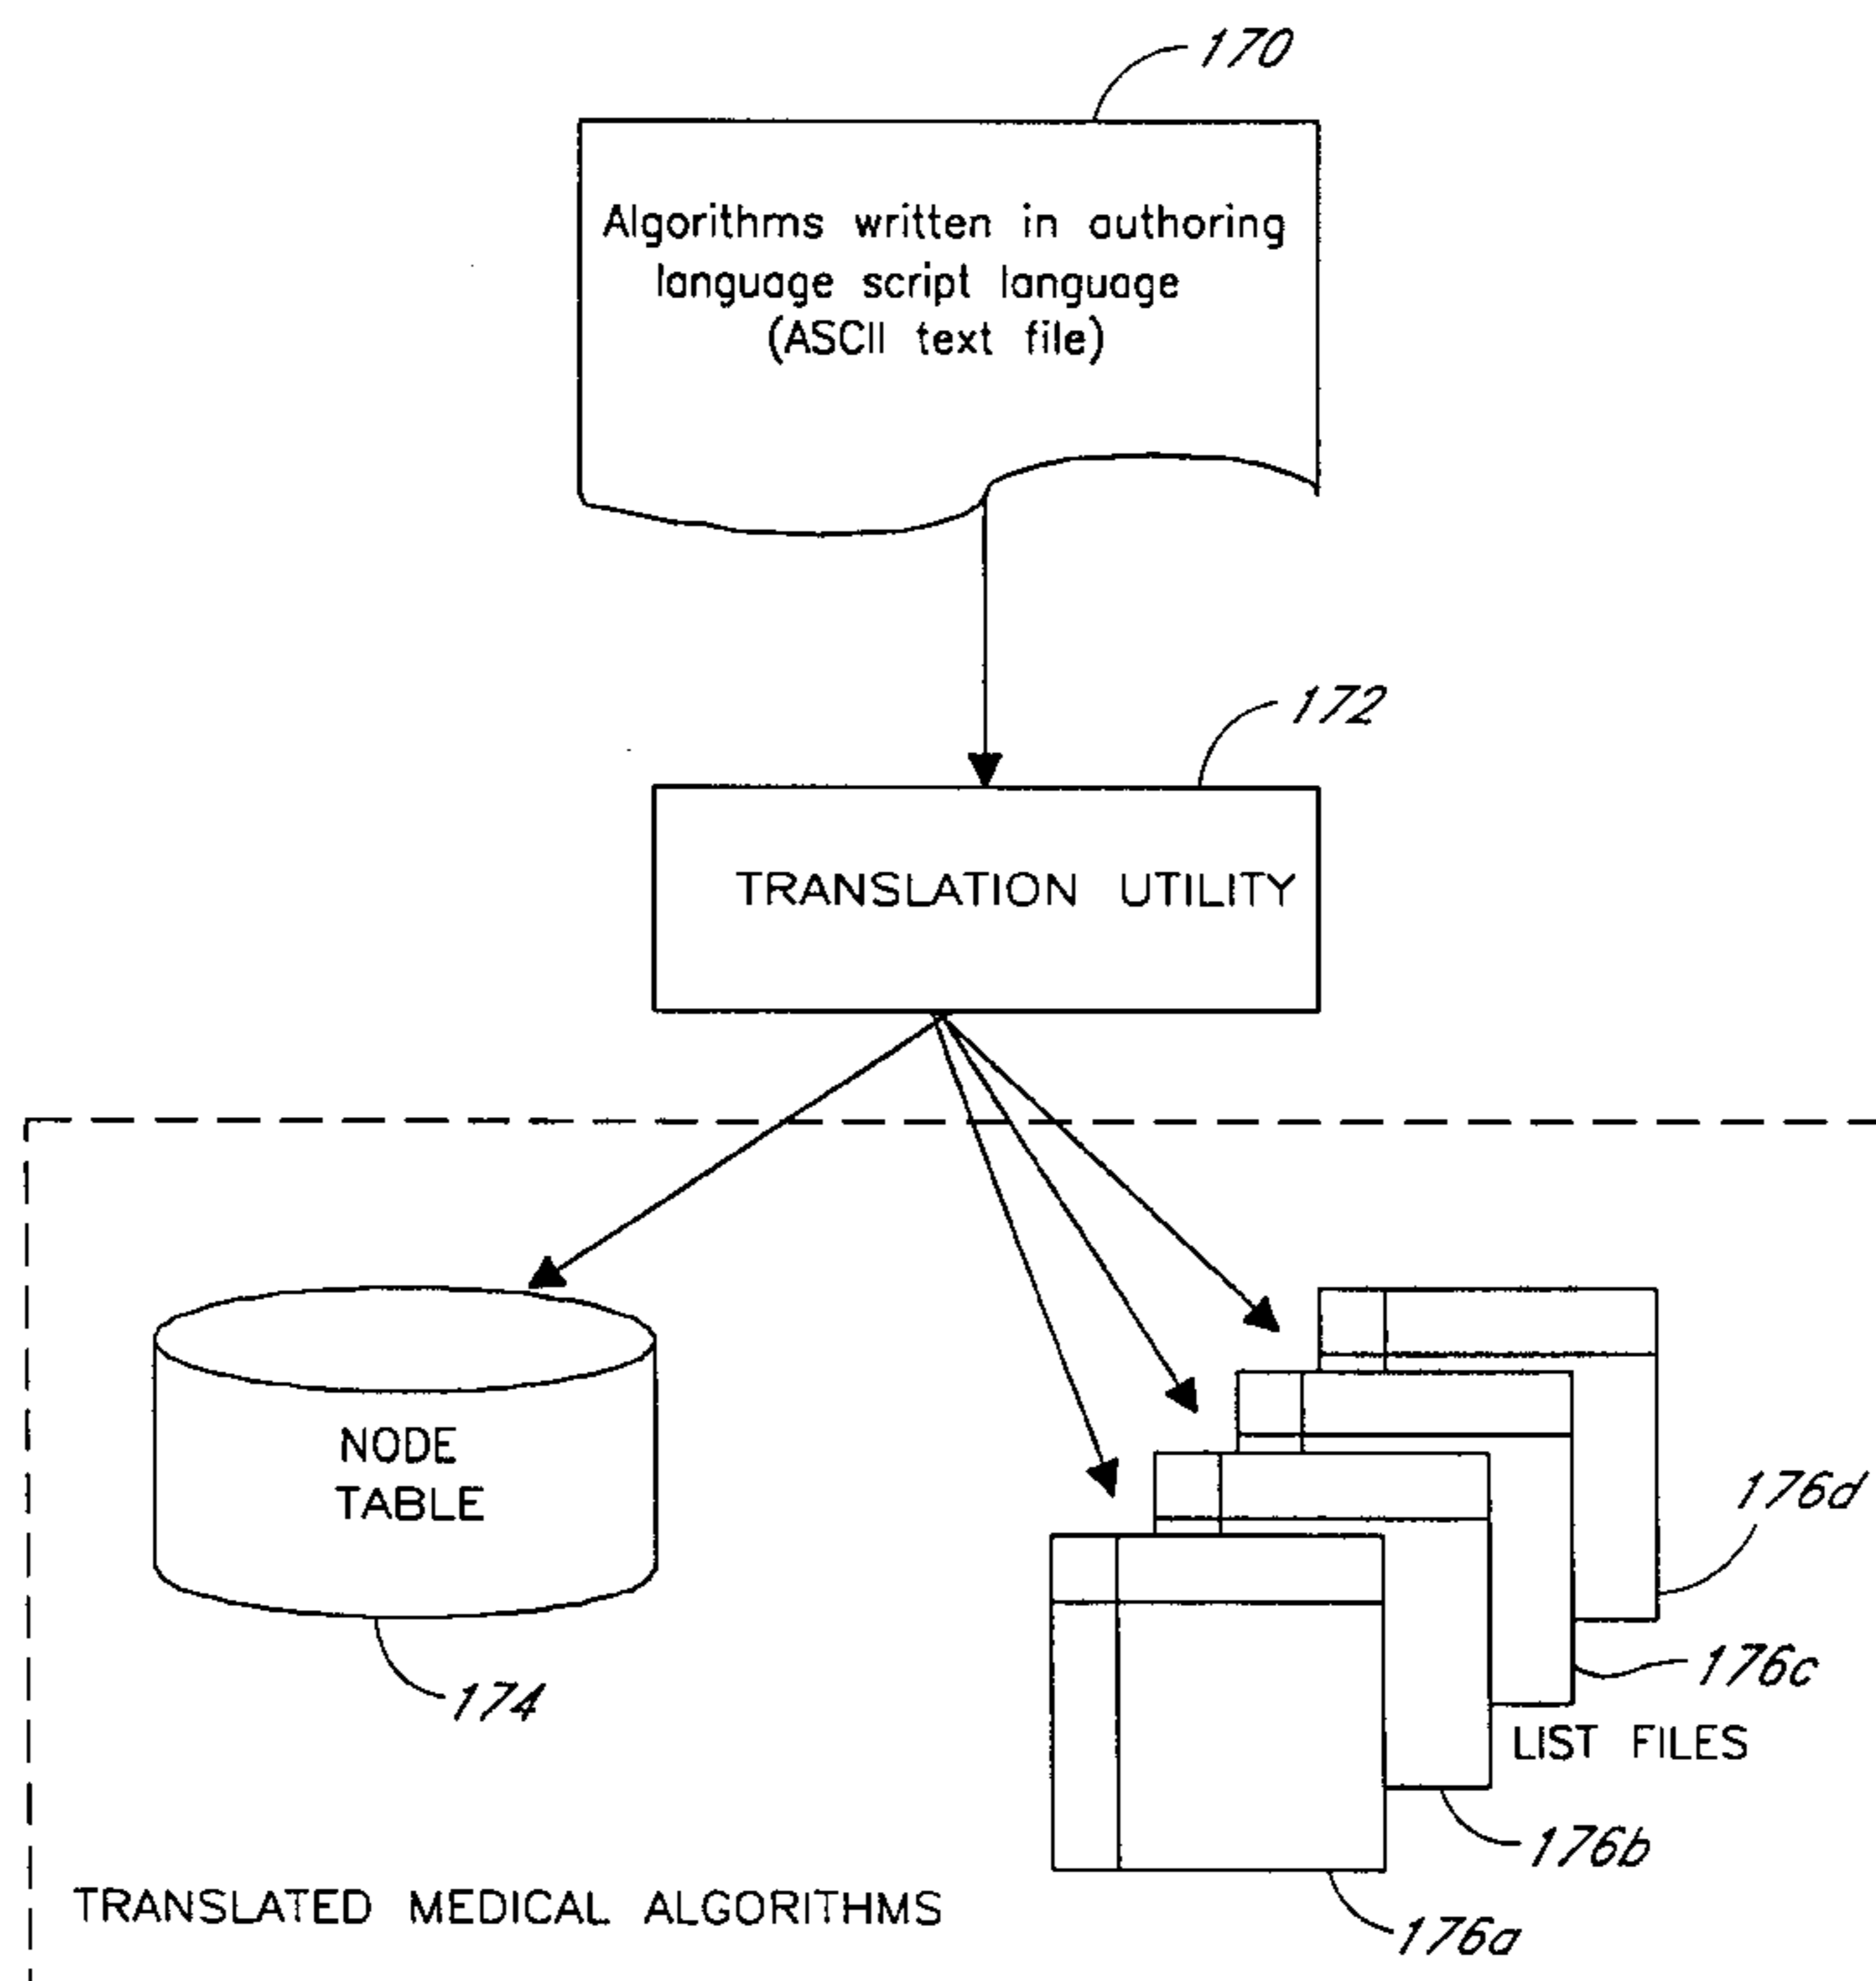 170
Algorithms written in authoring
language script language
(ASCII text file)
172
TRANSLATION UTILITY
NODE
TABLE
174
176d
176c
LIST FILES
176b
176a
TRANSLATED MEDICAL ALGORITHMS